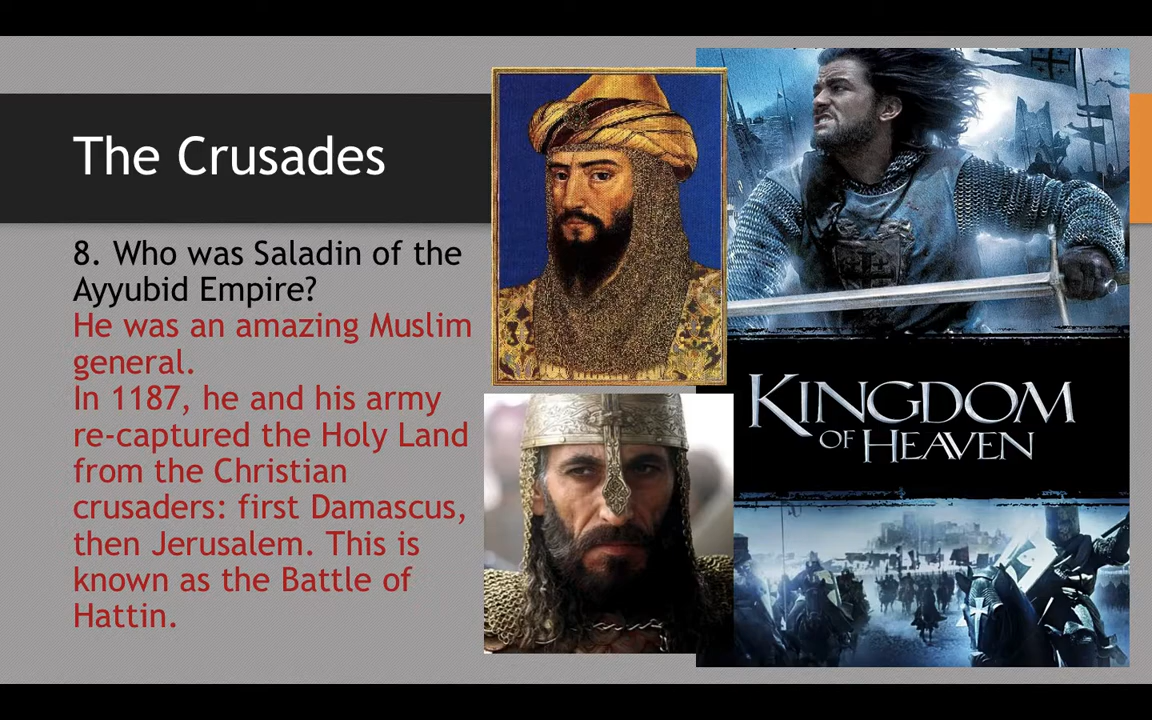 The Crusades
8. Who was Saladin of the
Ayyubid Empire?
He was an amazing Muslim
general.
In 1187, he and his army
re-captured the Holy Land
from the Christian
crusaders: first Damascus,
then Jerusalem. This is
known as the Battle of
Hattin.
KINGDOM
OF HEAVEN